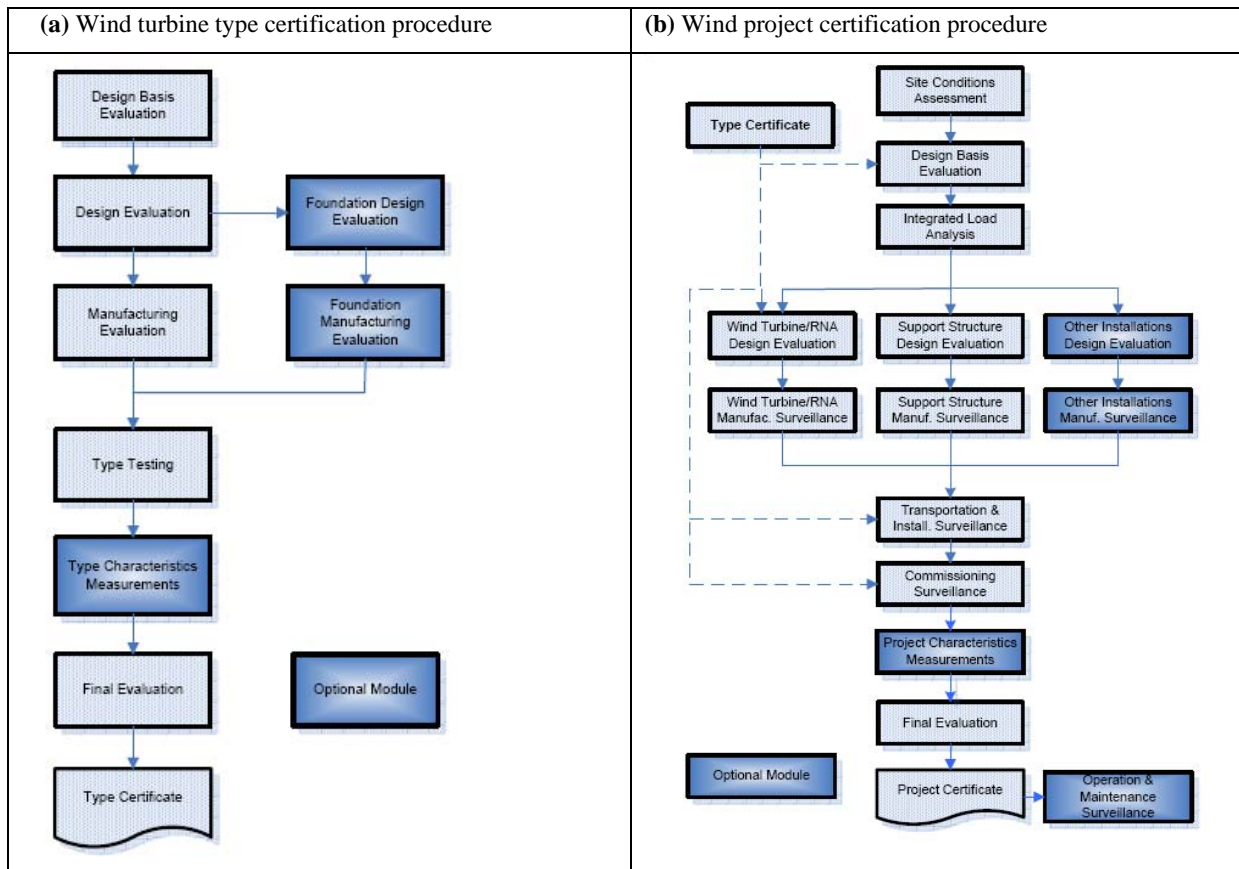 (a) Wind turbine type certification procedure
Design Basis
Evaluation
Design Evaluation
Foundation Design
Evaluation
Manufacturing
Evaluation
Foundation
Manufacturing
Evaluation
Type Testing
Type Characteristics
Measurements
Final Evaluation
Optional Module
Type Certificate
(b) Wind project certification procedure
Site Conditions
Assessment
Type Certificate
Design Basis
Evaluation
Integrated Load
Analysis
Wind Turbine/RNA
Design Evaluation
Support Structure
Design Evaluation
Other Installations
Design Evaluation
Wind Turbine/RNA
Manufac. Surveillance
Support Structure
Manuf. Surveillance
Other Installations
Manuf. Surveillance
Transportation &
Install. Surveillance
Commissioning
Surveillance
Project Characteristics
Measurements
Final Evaluation
Optional Module
Project Certificate
Operation &
Maintenance
Surveillance